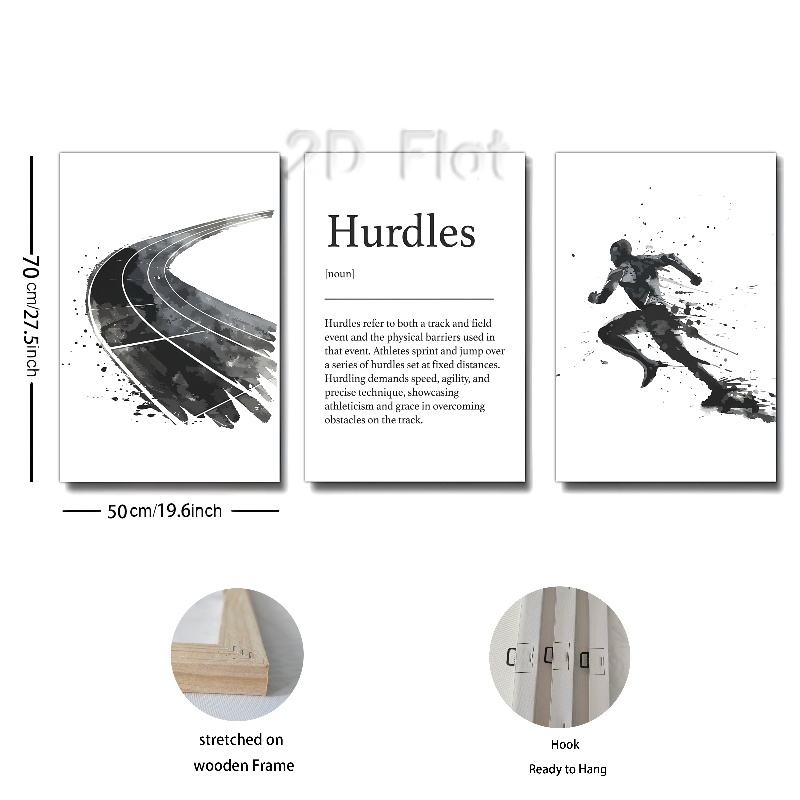 2D Flat
Hurdles
[noun]
Hurdles refer to both a track and field
event and the physical barriers used in
that event. Athletes sprint and jump over
a series of hurdles set at fixed distances.
Hurdling demands speed, agility, and
precise technique, showcasing
athleticism and grace in overcoming
obstacles on the track.
70 cm/27.5inch
50cm/19.6inch
stretched on
wooden Frame
Hook
Ready to Hang